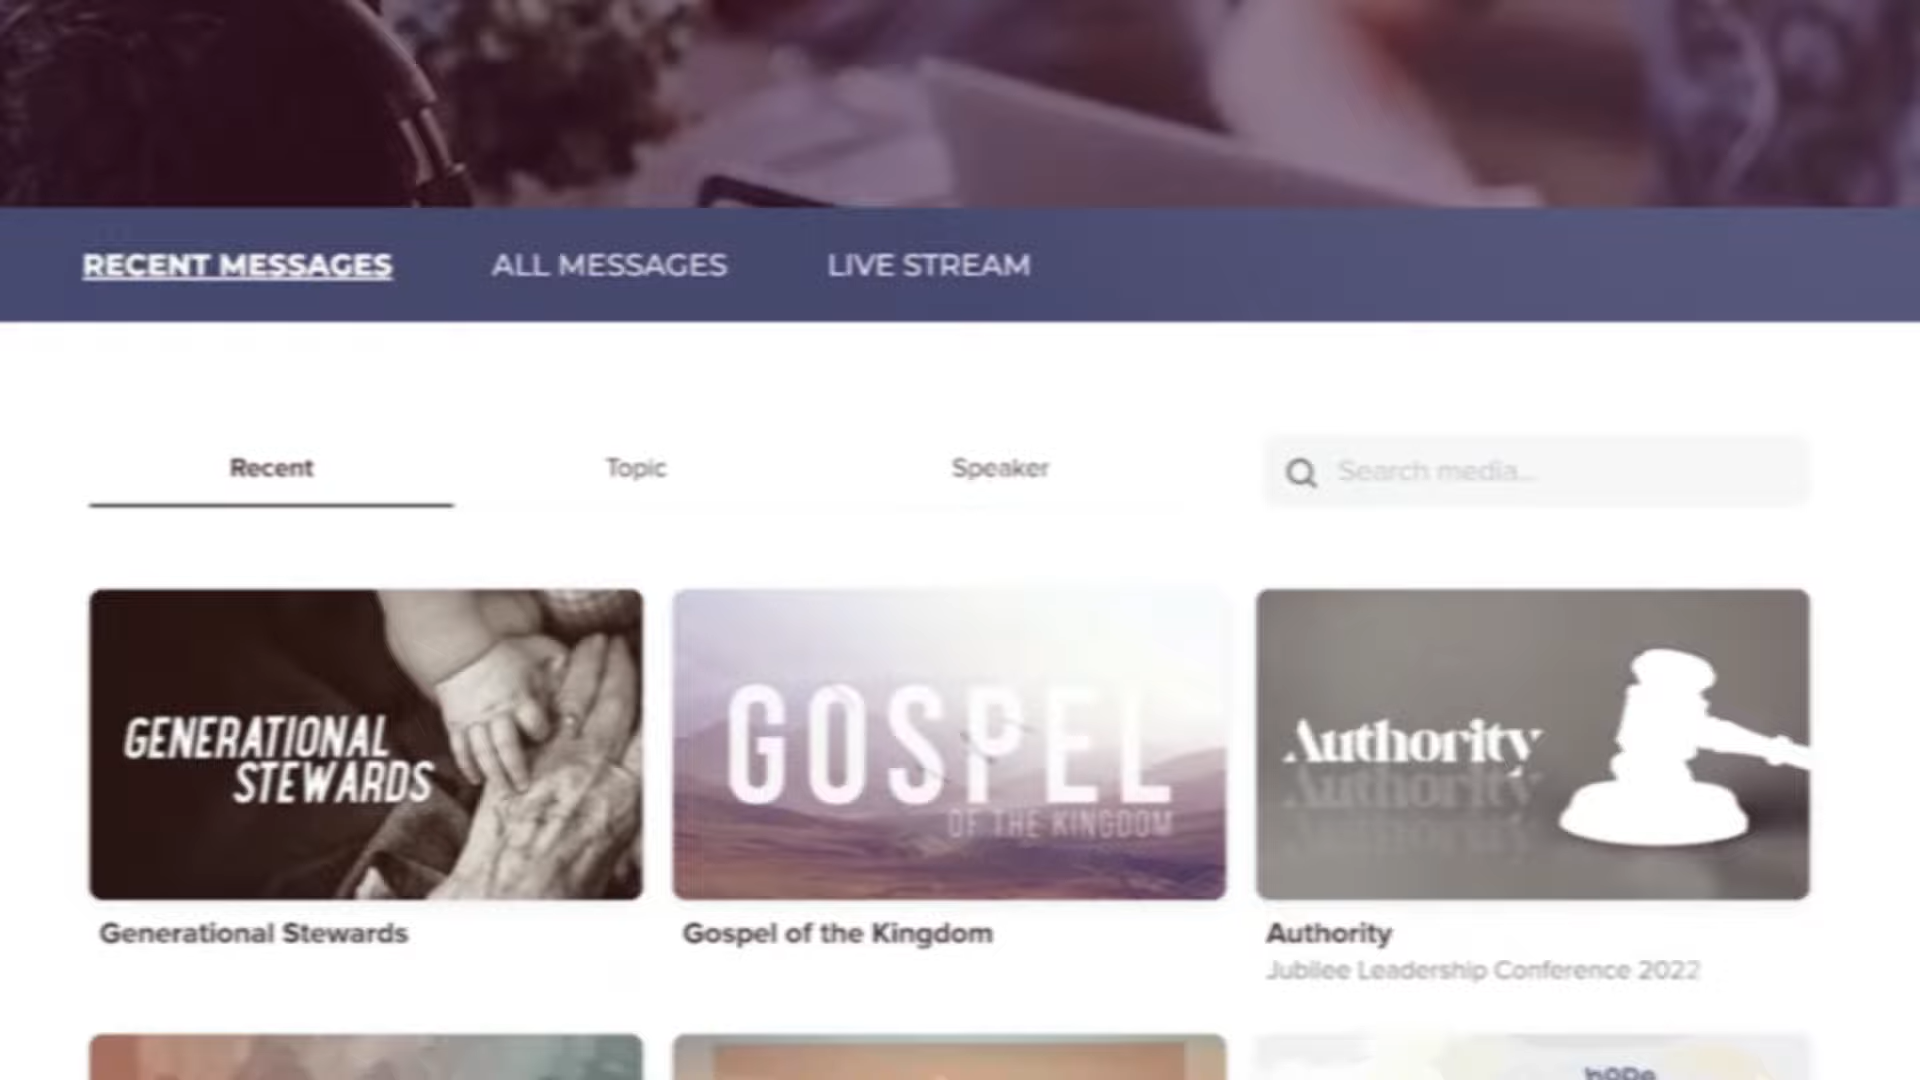 RECENT MESSAGES
ALL MESSAGES
LIVE STREAM
Recent
Topic
Speaker
Search media...
GENERATIONAL
STEWARDS
GOSPEL
OF THE KINGDOM
Authority
Generational Stewards
Gospel of the Kingdom
Authority
Jubilee Leadership Conference 2022